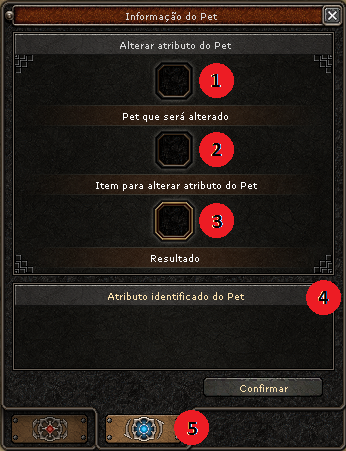 Informação do Pet
Alterar atributo do Pet
1
Pet que será alterado
2
Item para alterar atributo do Pet
3
Resultado
Atributo identificado do Pet
4
Confirmar
5